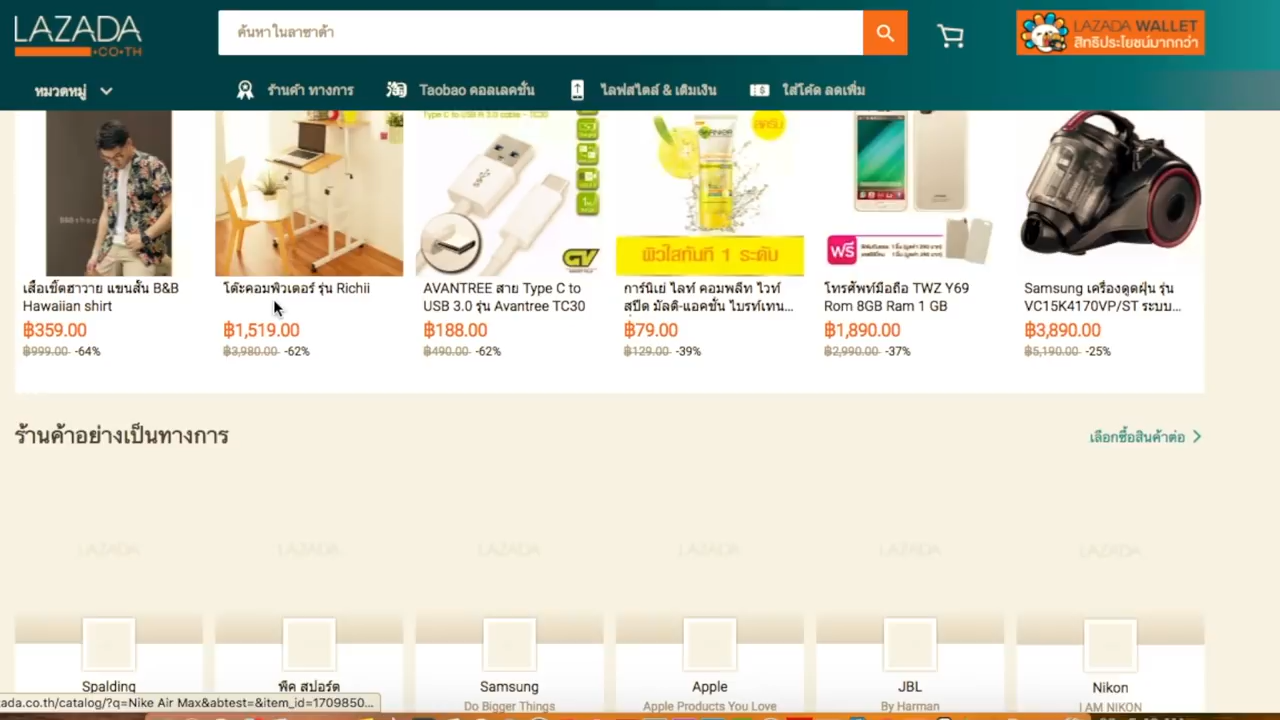 LAZADA
•CO•TH
ค้นหาในลาซาด้า
LAZADA WALLET
สิทธิประโยชน์มากกว่า
หมวดหมู่
ร้านค้า ทางการ
Taobao คอลเลคชั่น
ไลฟสไตล์ & เติมเงิน
ใส่โค้ด ลดเพิ่ม
Type C to USB 3.0 cable - TC30
GARNIER
GV
ผิวใสทันที 1 ระดับ
ฟรี
เสื้อเชิ้ตฮาวาย แขนสั้น B&B
Hawaiian shirt
฿359.00
฿999.00 -64%
โต๊ะคอมพิวเตอร์ รุ่น Richii
฿1,519.00
฿3,980.00 -62%
AVANTREE สาย Type C to
USB 3.0 รุ่น Avantree TC30
฿188.00
฿490.00 -62%
การ์นิเย่ ไลท์ คอมพลีท ไวท์
สปีด มัลติ-แอคชั่น ไบรท์เทน...
฿79.00
฿129.00 -39%
โทรศัพท์มือถือ TWZ Y69
Rom 8GB Ram 1 GB
฿1,890.00
฿2,990.00 -37%
Samsung เครื่องดูดฝุ่น รุ่น
VC15K4170VP/ST ระบบ...
฿3,890.00
฿5,190.00 -25%
ร้านค้าอย่างเป็นทางการ
เลือกซื้อสินค้าต่อ
LAZADA
LAZADA
LAZADA
LAZADA
LAZADA
LAZADA
Spalding
พีค สปอร์ต
Samsung
Do Bigger Things
Apple
Apple Products You Love
JBL
By Harman
Nikon
I AM NIKON
zada.co.th/catalog/?q=Nike Air Max&abtest=&item_id=1709850...